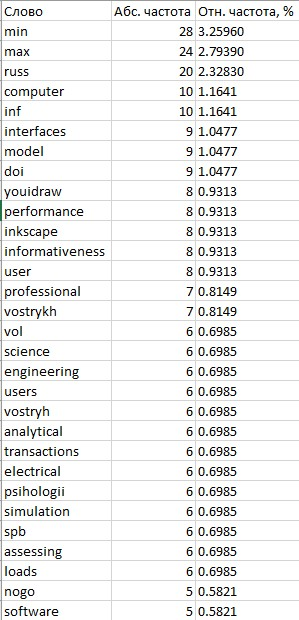 Слово Абс. частота Отн. частота, %
min 28 3.25960
max 24 2.79390
russ 20 2.32830
computer 10 1.1641
inf 10 1.1641
interfaces 9 1.0477
model 9 1.0477
doi 9 1.0477
youidraw 8 0.9313
performance 8 0.9313
inkscape 8 0.9313
informativeness 8 0.9313
user 8 0.9313
professional 7 0.8149
vostrykh 7 0.8149
vol 6 0.6985
science 6 0.6985
engineering 6 0.6985
users 6 0.6985
vostryh 6 0.6985
analytical 6 0.6985
transactions 6 0.6985
electrical 6 0.6985
psihologii 6 0.6985
simulation 6 0.6985
spb 6 0.6985
assessing 6 0.6985
loads 6 0.6985
nogo 5 0.5821
software 5 0.5821